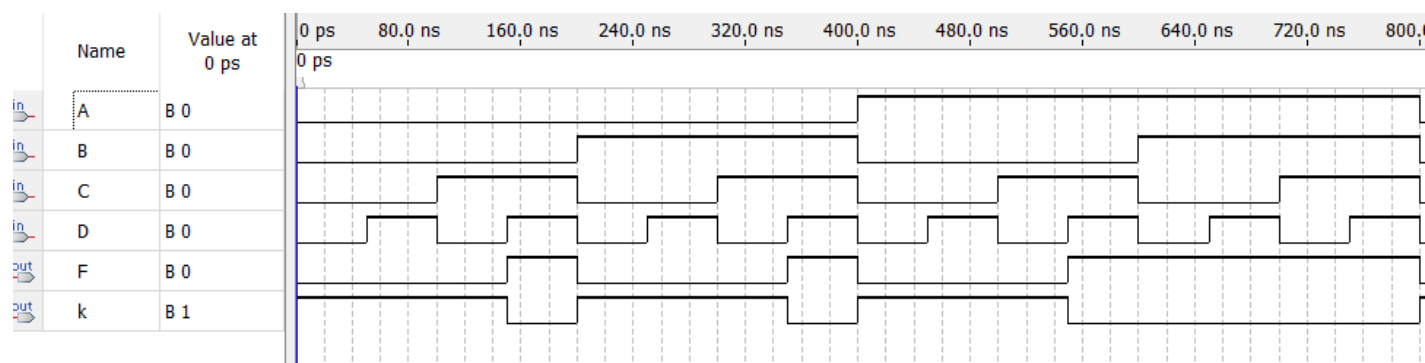 Name
Value at
0 ps
0 ps 80.0 ns 160.0 ns 240.0 ns 320.0 ns 400.0 ns 480.0 ns 560.0 ns 640.0 ns 720.0 ns 800.
0 ps
in A B 0
in B B 0
in C B 0
in D B 0
out F B 0
out k B 1